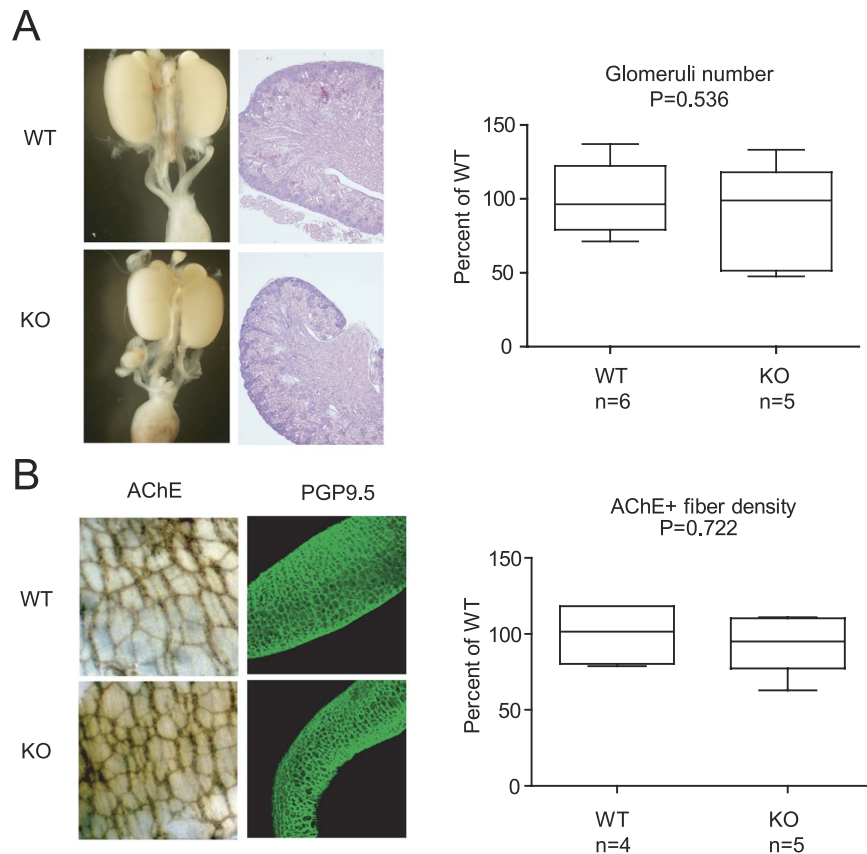 A
WT
KO
Glomeruli number
P=0.536
Percent of WT
150
100
50
0
WT
KO
n=6
n=5
B
AChE
PGP9.5
WT
KO
AChE+ fiber density
P=0.722
Percent of WT
150
100
50
0
WT
KO
n=4
n=5